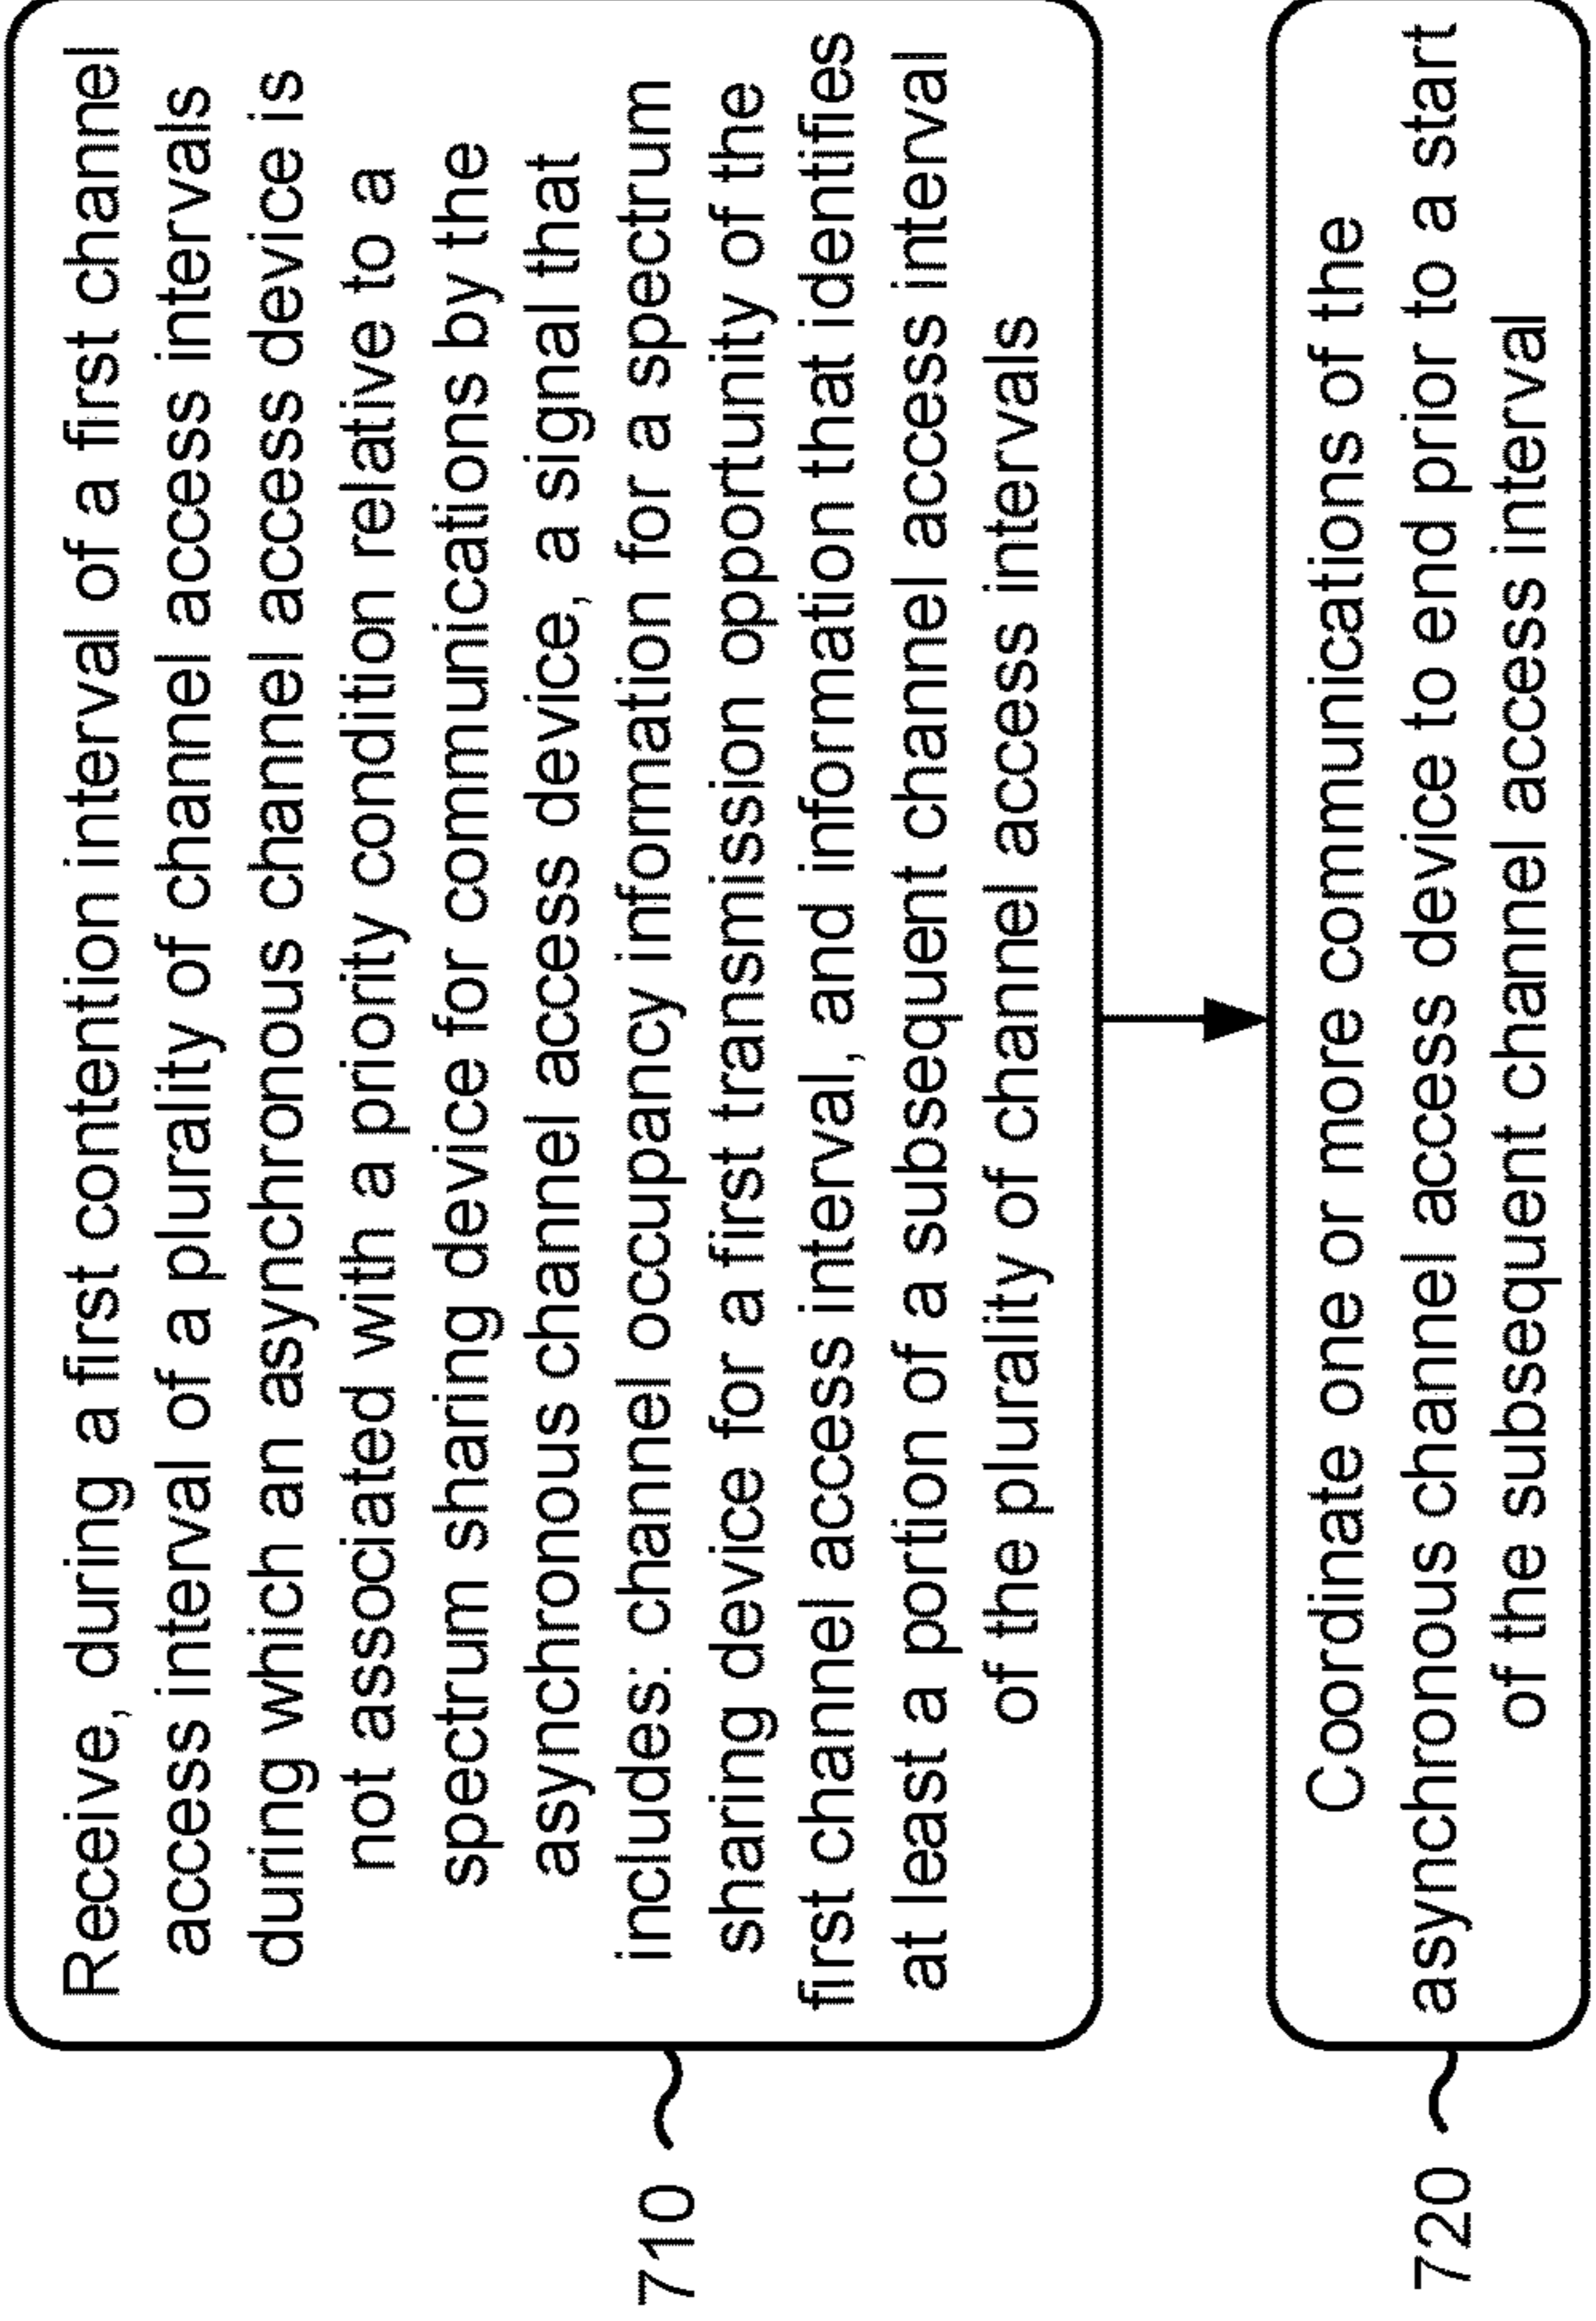 Receive, during a first contention interval of a first channel
access interval of a plurality of channel access intervals
during which an asynchronous channel access device is
not associated with a priority condition relative to a
spectrum sharing device for communications by the
asynchronous channel access device, a signal that
includes: channel occupancy information for a spectrum
sharing device for a first transmission opportunity of the
first channel access interval, and information that identifies
at least a portion of a subsequent channel access interval
of the plurality of channel access intervals
710
Coordinate one or more communications of the
asynchronous channel access device to end prior to a start
of the subsequent channel access interval
720